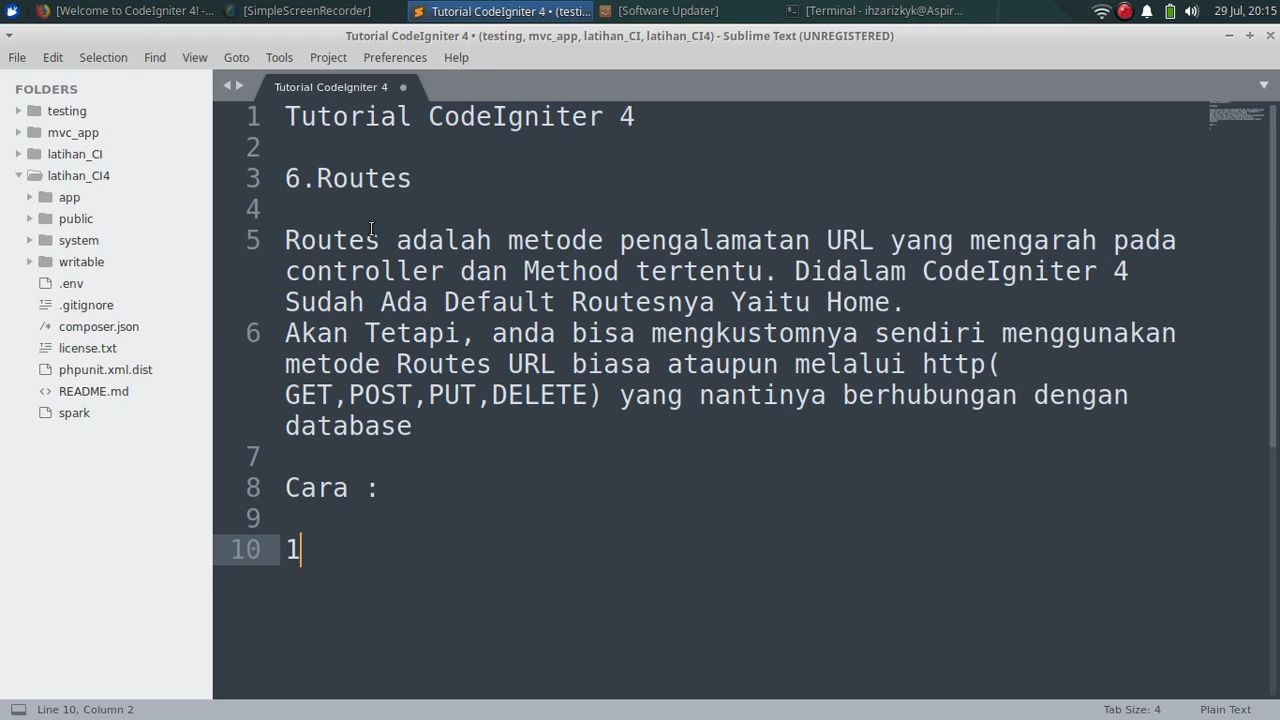 [Welcome to CodeIgniter 4! -...
[SimpleScreenRecorder]
Tutorial CodeIgniter 4 • (testi...
[Software Updater]
[Terminal - ihzarizkyk@Aspir...
29 Jul, 20:15
Tutorial CodeIgniter 4 • (testing, mvc_app, latihan_CI, latihan_CI4) - Sublime Text (UNREGISTERED)
File Edit Selection Find View Goto Tools Project Preferences Help
FOLDERS
testing
mvc_app
latihan_CI
latihan_CI4
app
public
system
writable
.env
.gitignore
/* composer.json
license.txt
phpunit.xml.dist
<> README.md
spark
Tutorial CodeIgniter 4
1 Tutorial CodeIgniter 4
2
3 6.Routes
4
5 Routes adalah metode pengalamatan URL yang mengarah pada
controller dan Method tertentu. Didalam CodeIgniter 4
Sudah Ada Default Routesnya Yaitu Home.
6 Akan Tetapi, anda bisa mengkustomnya sendiri menggunakan
metode Routes URL biasa ataupun melalui http(
GET,POST,PUT,DELETE) yang nantinya berhubungan dengan
database
7
8 Cara :
9
10 1
Line 10, Column 2
Tab Size: 4
Plain Text